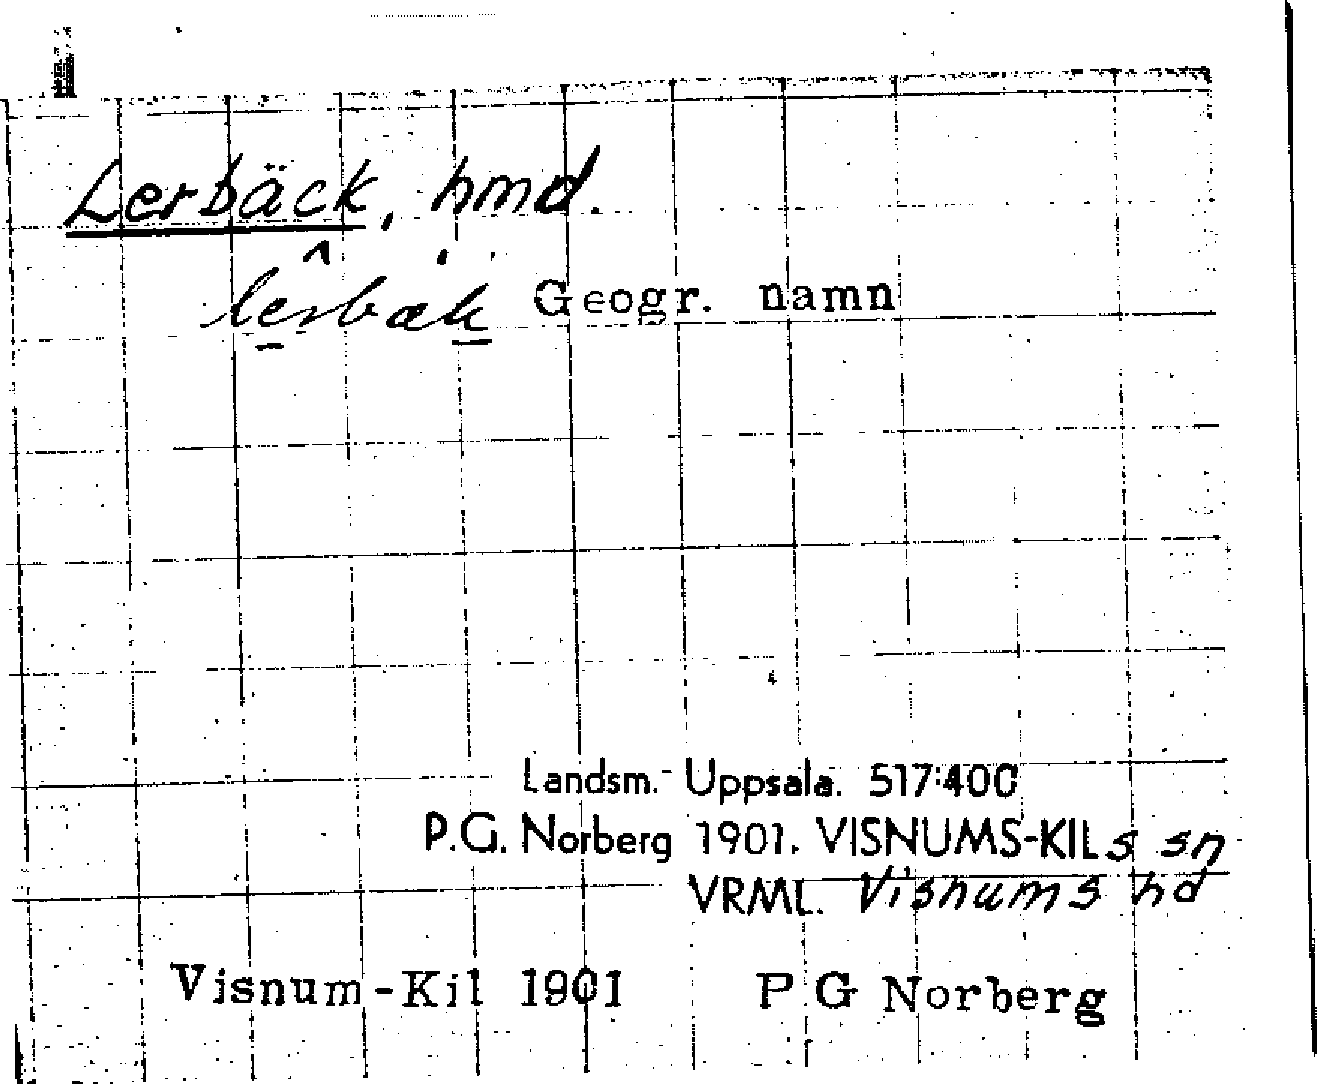 Lerbäck, hmd.
lerbæk Geogr. namn
Landsm. Uppsala. 517:400
P.G. Norberg 1901. VISNUMS-KILs sn
VRML. Visnums hd
Visnum-Kil 1901 P G Norberg